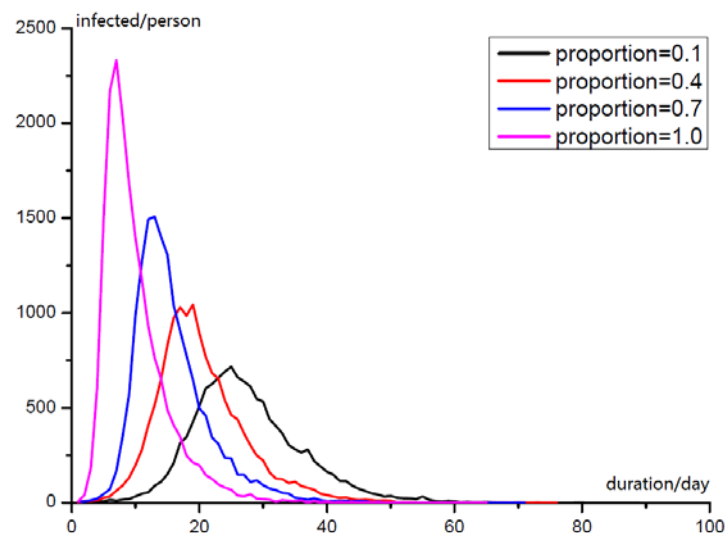 infected/person
2500
2000
1500
1000
500
0
0 20 40 60 80 100
duration/day
proportion=0.1
proportion=0.4
proportion=0.7
proportion=1.0